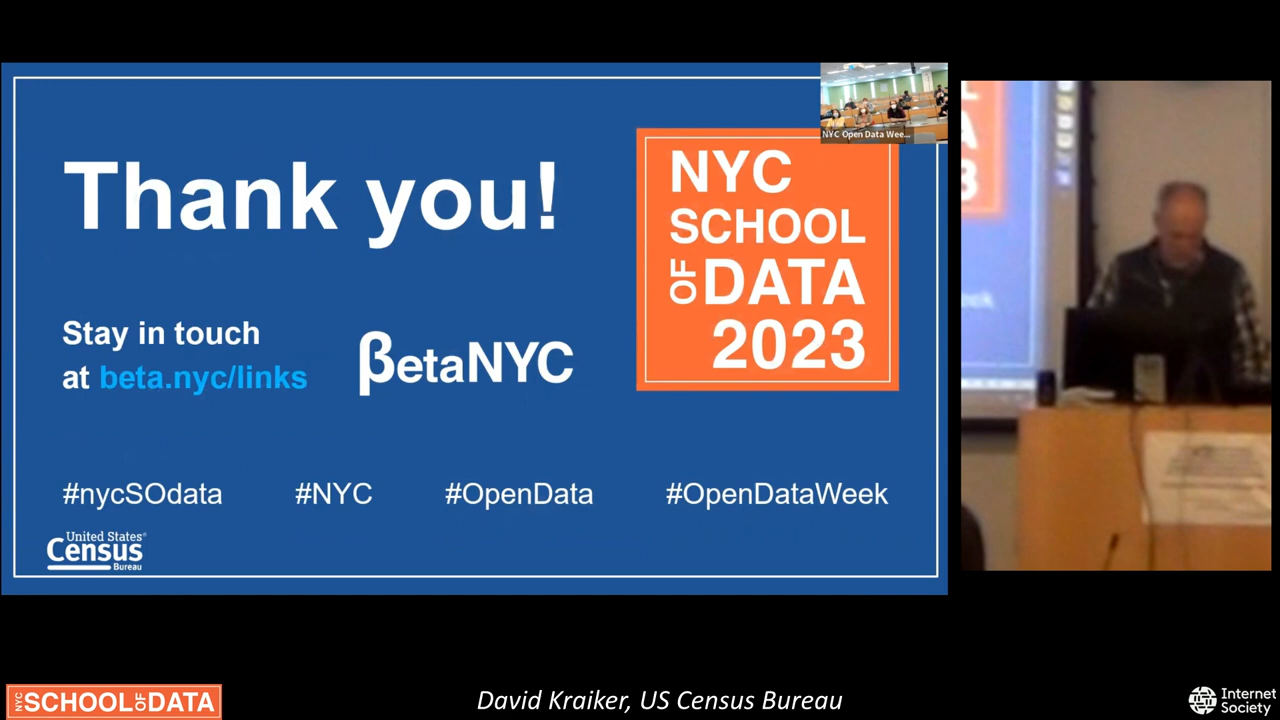 Thank you!
Stay in touch
at beta.nyc/links
βetaNYC
NYC Open Data Wee...
NYC
SCHOOL
OF DATA
2023
#nycSOdata #NYC #OpenData #OpenDataWeek
United States®
Census
Bureau
NYC SCHOOL OF DATA
David Kraiker, US Census Bureau
Internet
Society